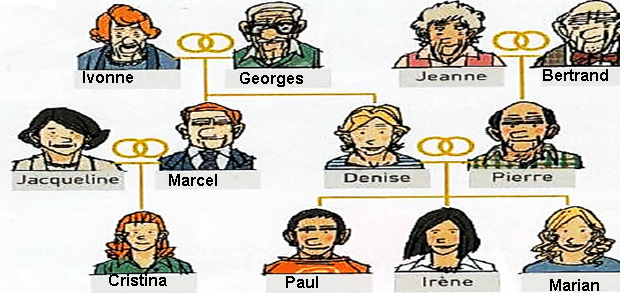 Ivonne
Georges
Jeanne
Bertrand
Jacqueline
Marcel
Denise
Pierre
Cristina
Paul
Irène
Marian